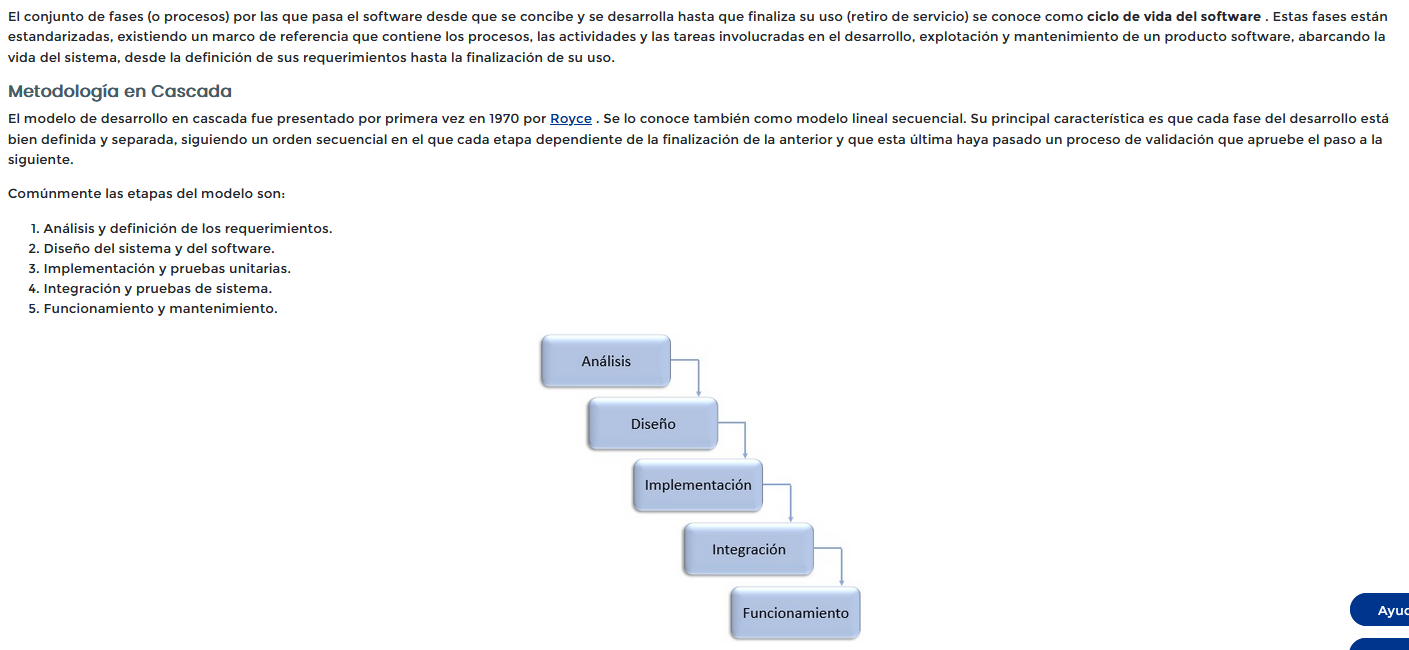 El conjunto de fases (o procesos) por las que pasa el software desde que se concibe y se desarrolla hasta que finaliza su uso (retiro de servicio) se conoce como ciclo de vida del software . Estas fases están
estandarizadas, existiendo un marco de referencia que contiene los procesos, las actividades y las tareas involucradas en el desarrollo, explotación y mantenimiento de un producto software, abarcando la
vida del sistema, desde la definición de sus requerimientos hasta la finalización de su uso.
Metodología en Cascada
El modelo de desarrollo en cascada fue presentado por primera vez en 1970 por Royce . Se lo conoce también como modelo lineal secuencial. Su principal característica es que cada fase del desarrollo está
bien definida y separada, siguiendo un orden secuencial en el que cada etapa dependiente de la finalización de la anterior y que esta última haya pasado un proceso de validación que apruebe el paso a la
siguiente.
Comúnmente las etapas del modelo son:
1. Análisis y definición de los requerimientos.
2. Diseño del sistema y del software.
3. Implementación y pruebas unitarias.
4. Integración y pruebas de sistema.
5. Funcionamiento y mantenimiento.
Análisis
Diseño
Implementación
Integración
Funcionamiento